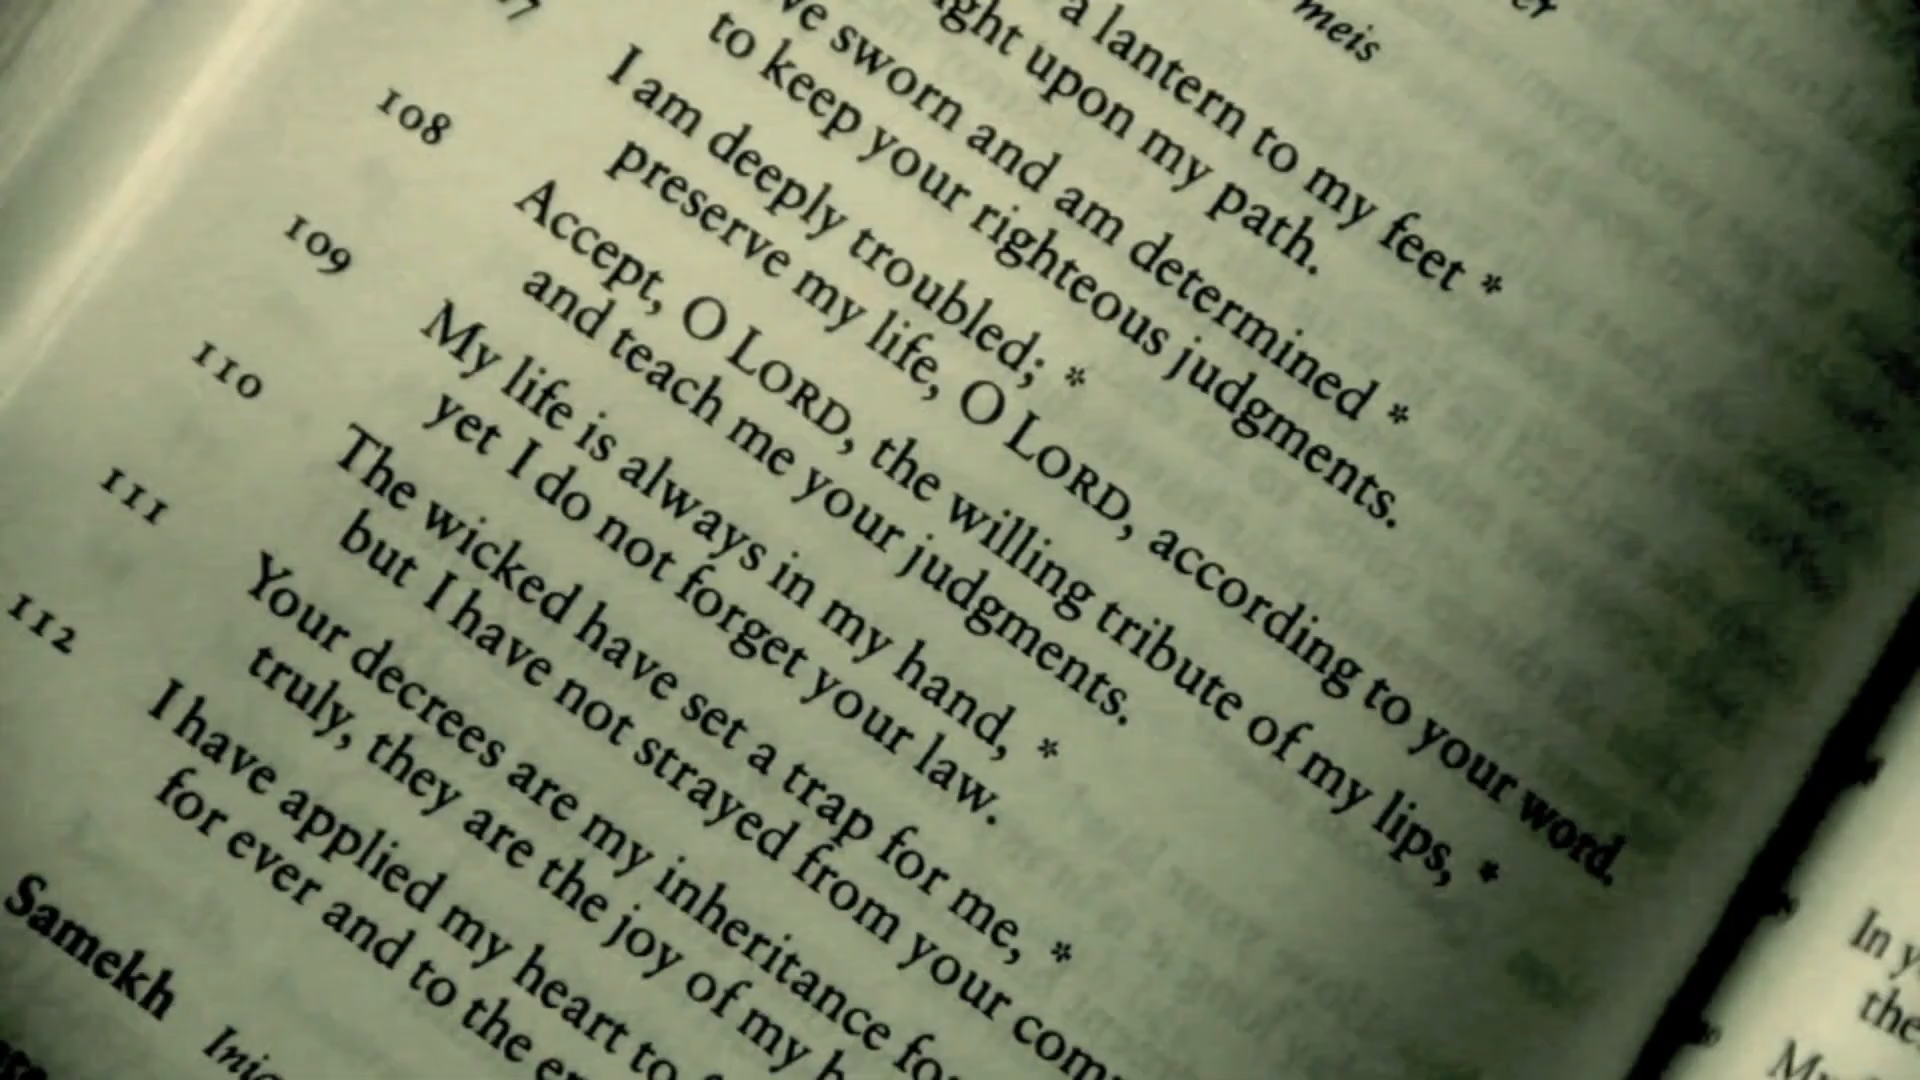 meis
a lantern to my feet *
upon my path.
sworn and am determined *
to keep your righteous judgments.
I am deeply troubled; *
preserve my life, O LORD, according to your word.
108 Accept, O LORD, the willing tribute of my lips, *
and teach me your judgments.
109 My life is always in my hand, *
yet I do not forget your law.
110 The wicked have set a trap for me, *
but I have not strayed from your
111 Your decrees are my inheritance
truly, they are the joy of my
112 I have applied my heart to
for ever and to the
Samekh
In